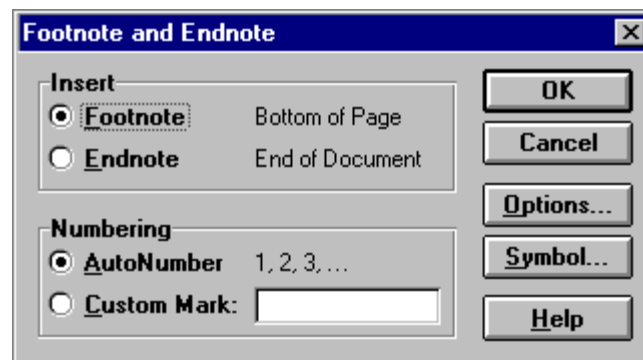 Footnote and Endnote
Insert
Footnote Bottom of Page
Endnote End of Document
Numbering
AutoNumber 1, 2, 3, ...
Custom Mark:
OK
Cancel
Options...
Symbol...
Help